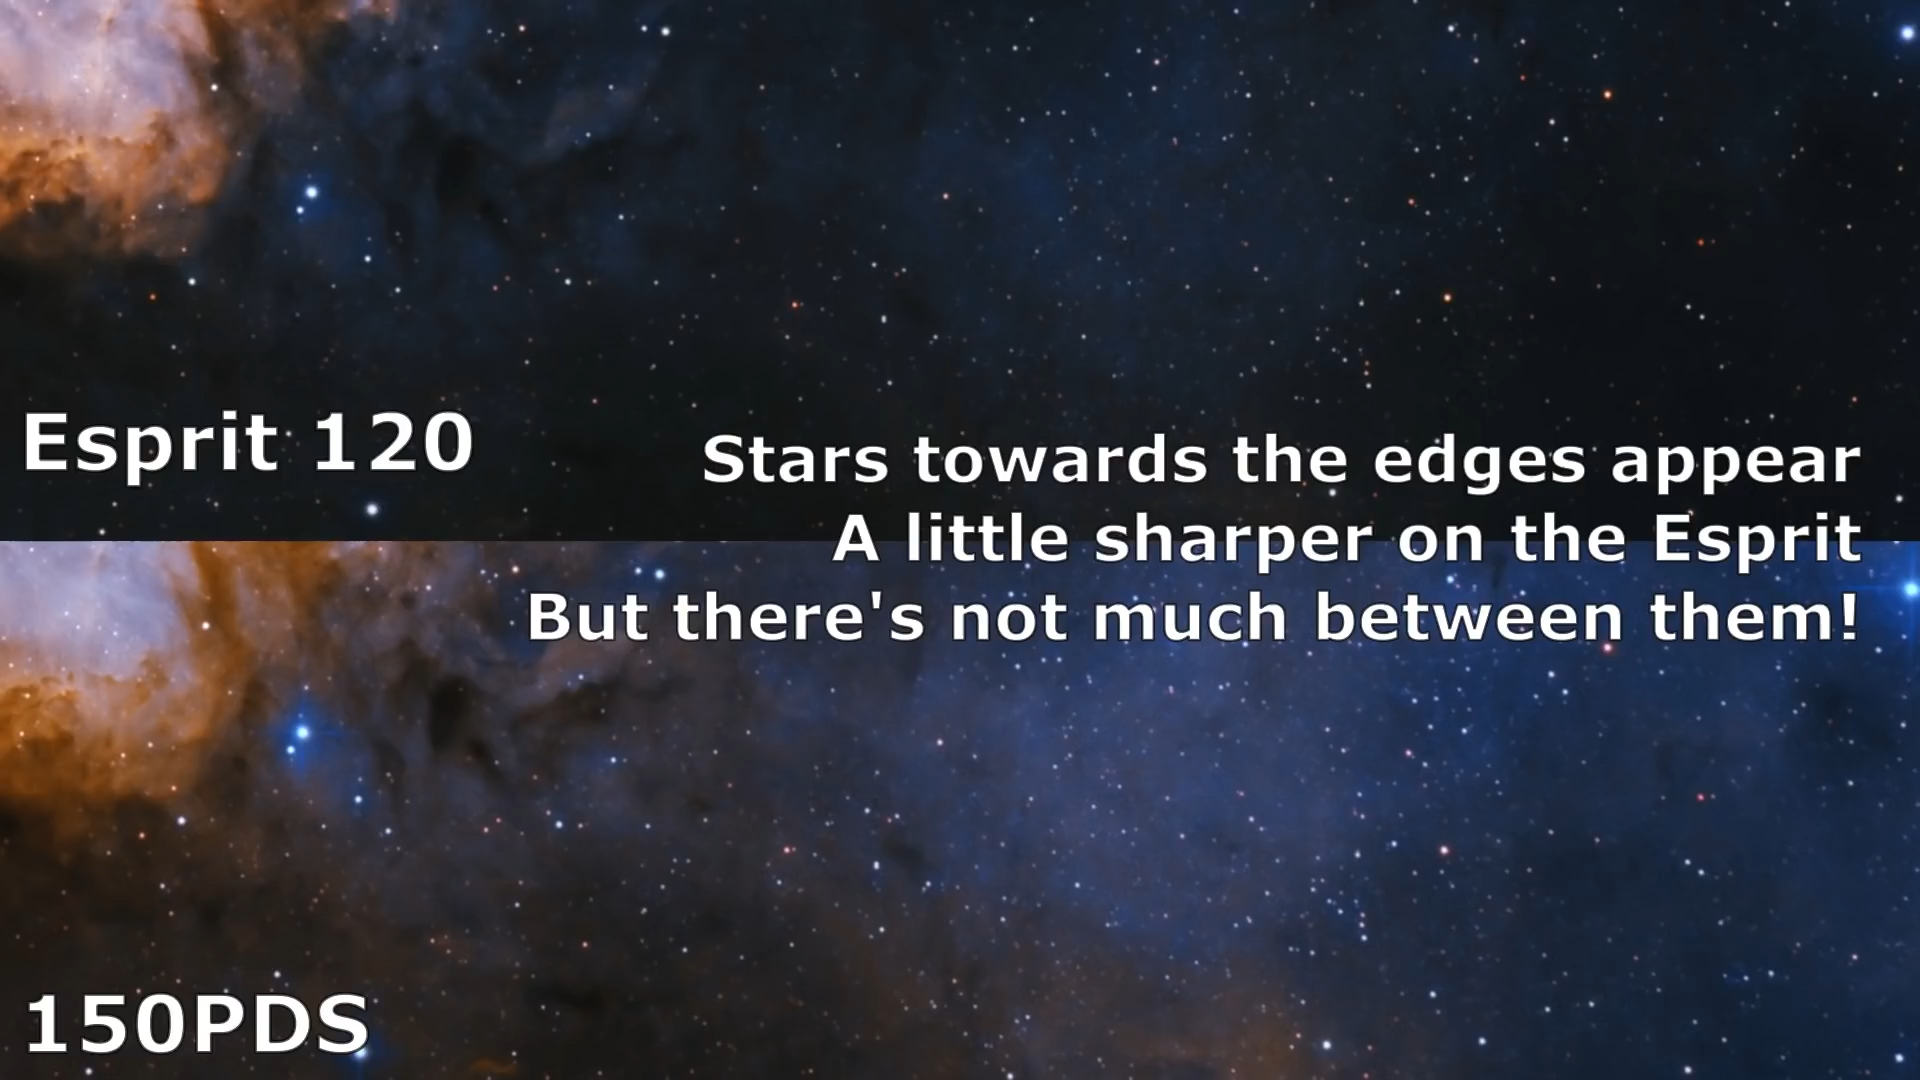 Esprit 120
Stars towards the edges appear
A little sharper on the Esprit
But there's not much between them!
150PDS